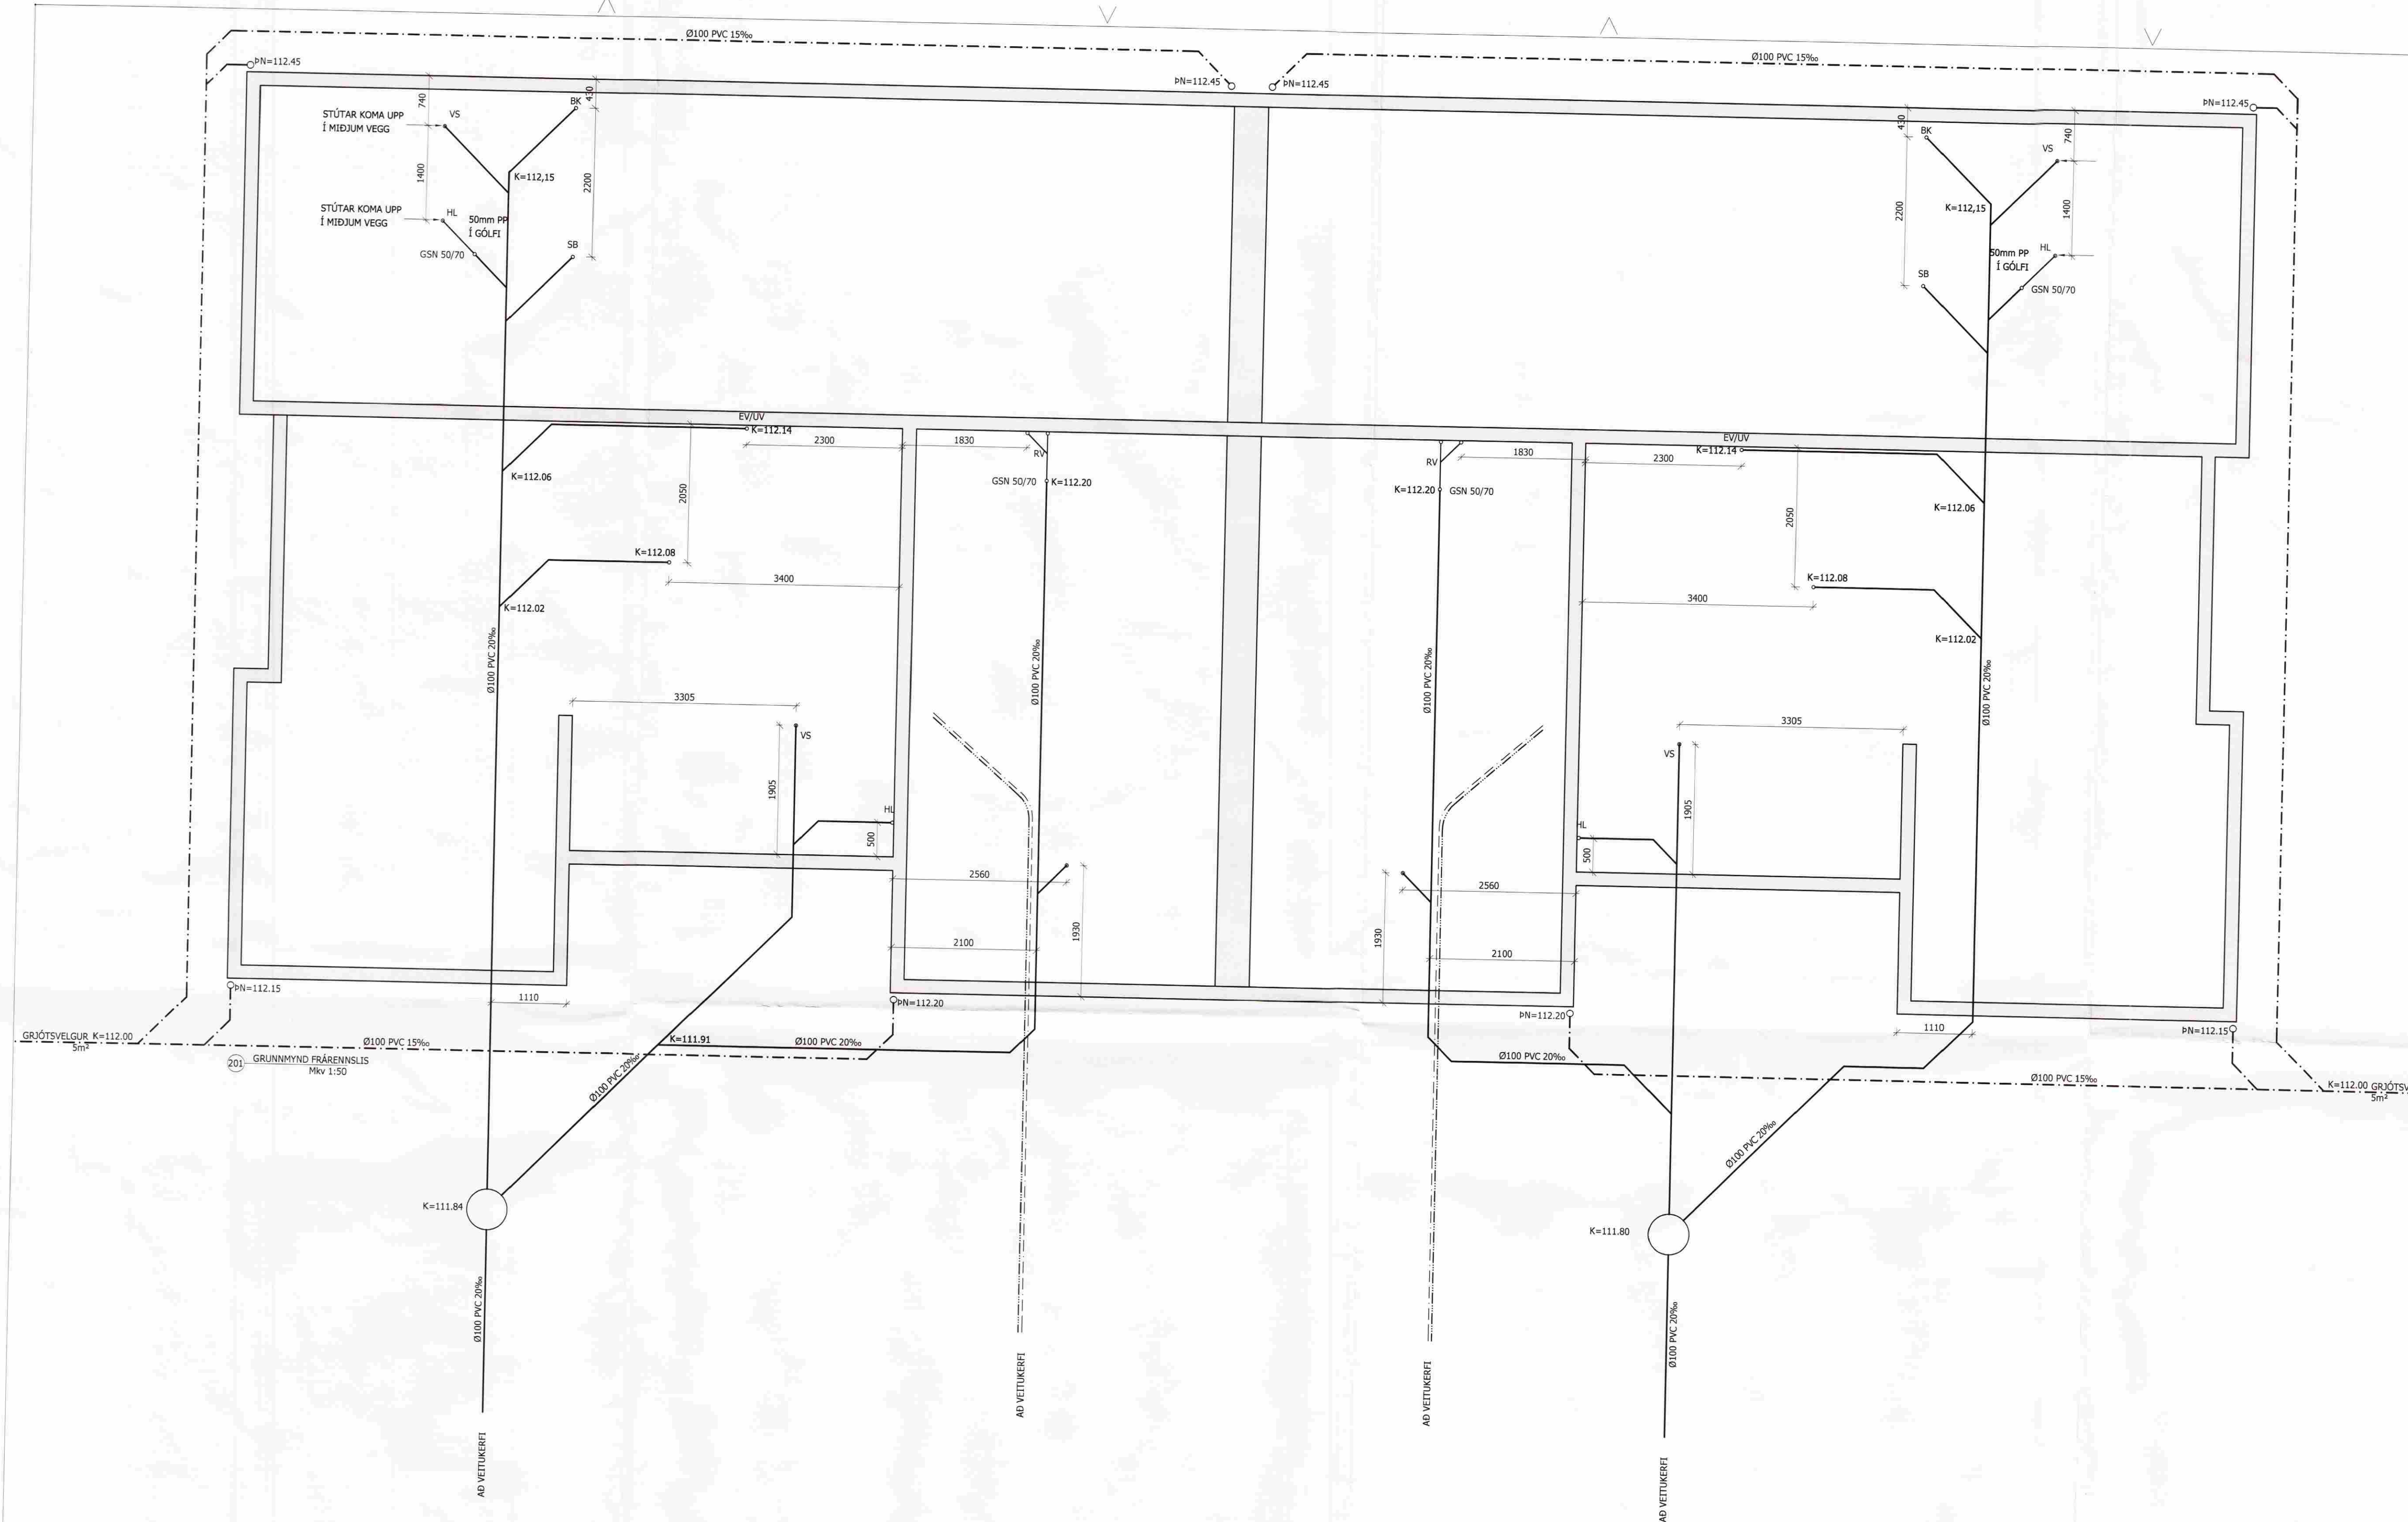 Ø100 PVC 15‰
Ø100 PVC 15‰
ÞN=112.45
ÞN=112.45
ÞN=112.45
ÞN=112.45
STÚTAR KOMA UPP
Í MIÐJUM VEGG
VS
740
BK
430
1400
K=112,15
2200
STÚTAR KOMA UPP
Í MIÐJUM VEGG
HL
50mm PP
Í GÓLFI
GSN 50/70
SB
430
BK
740
VS
2200
K=112,15
1400
50mm PP
Í GÓLFI
HL
SB
GSN 50/70
EV/UV
K=112.14
2300
1830
RV
K=112.06
GSN 50/70
K=112.20
2050
K=112.08
3400
K=112.02
Ø100 PVC 20‰
Ø100 PVC 20‰
EV/UV
K=112.14
1830
2300
RV
K=112.20
GSN 50/70
K=112.06
2050
K=112.08
3400
K=112.02
Ø100 PVC 20‰
Ø100 PVC 20‰
3305
VS
1905
HL
500
2560
2100
1930
3305
VS
1905
HL
500
2560
2100
1930
ÞN=112.15
1110
ÞN=112.20
ÞN=112.20
1110
ÞN=112.15
GRJÓTSVELGUR K=112.00
5m²
Ø100 PVC 15‰
K=111.91
Ø100 PVC 20‰
Ø100 PVC 20‰
201
GRUNNMYND FRÁRENNSLIS
Mkv 1:50
Ø100 PVC 20‰
Ø100 PVC 15‰
K=112.00 GRJÓTSV
5m²
Ø100 PVC 20‰
K=111.84
K=111.80
Ø100 PVC 20‰
Ø100 PVC 20‰
AÐ VEITUKERFI
AÐ VEITUKERFI
AÐ VEITUKERFI
AÐ VEITUKERFI